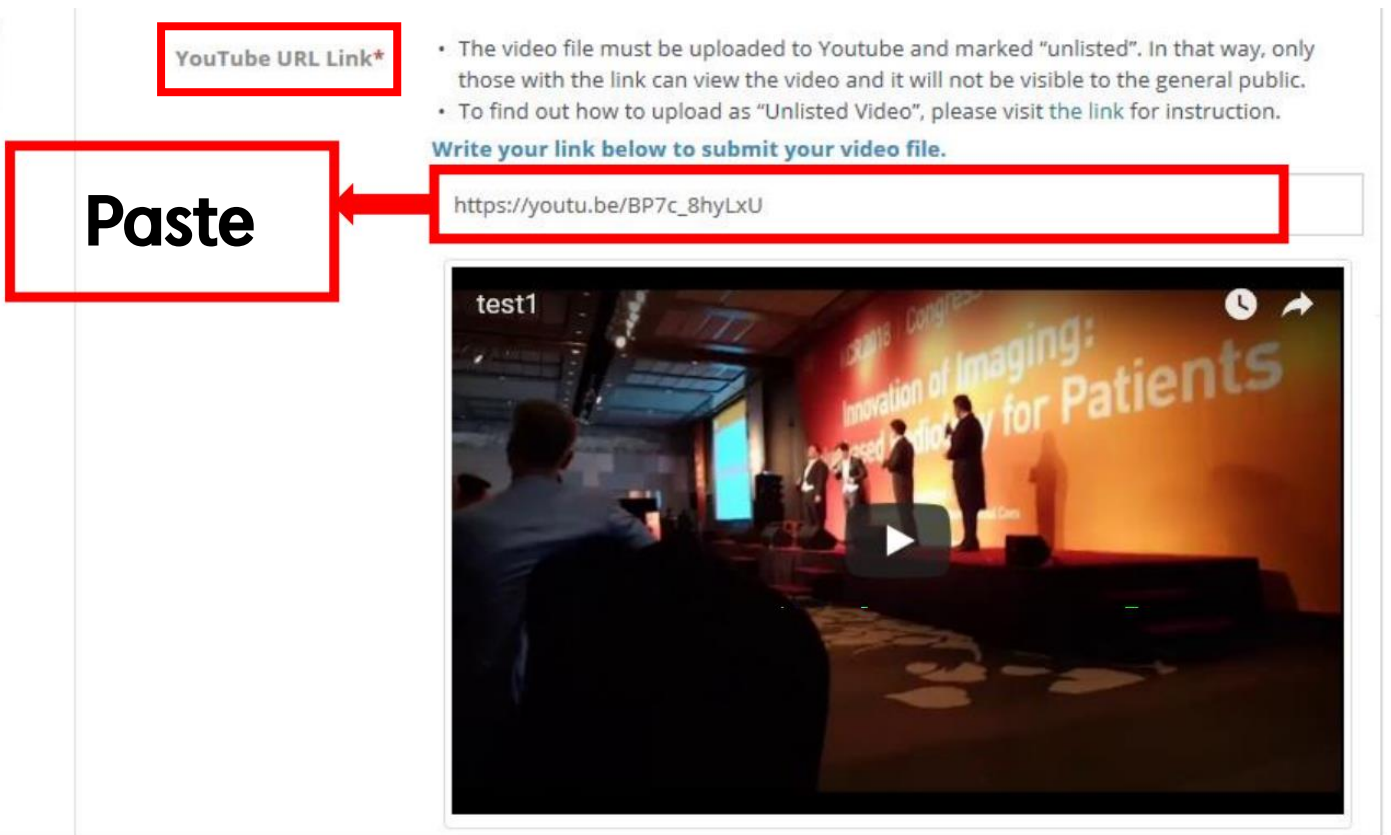 YouTube URL Link*
• The video file must be uploaded to Youtube and marked “unlisted”. In that way, only
those with the link can view the video and it will not be visible to the general public.
• To find out how to upload as “Unlisted Video”, please visit the link for instruction.
Write your link below to submit your video file.
Paste
https://youtu.be/BP7c_8hyLxU
test1
2016 Congress
Innovation of Imaging:
for Patients